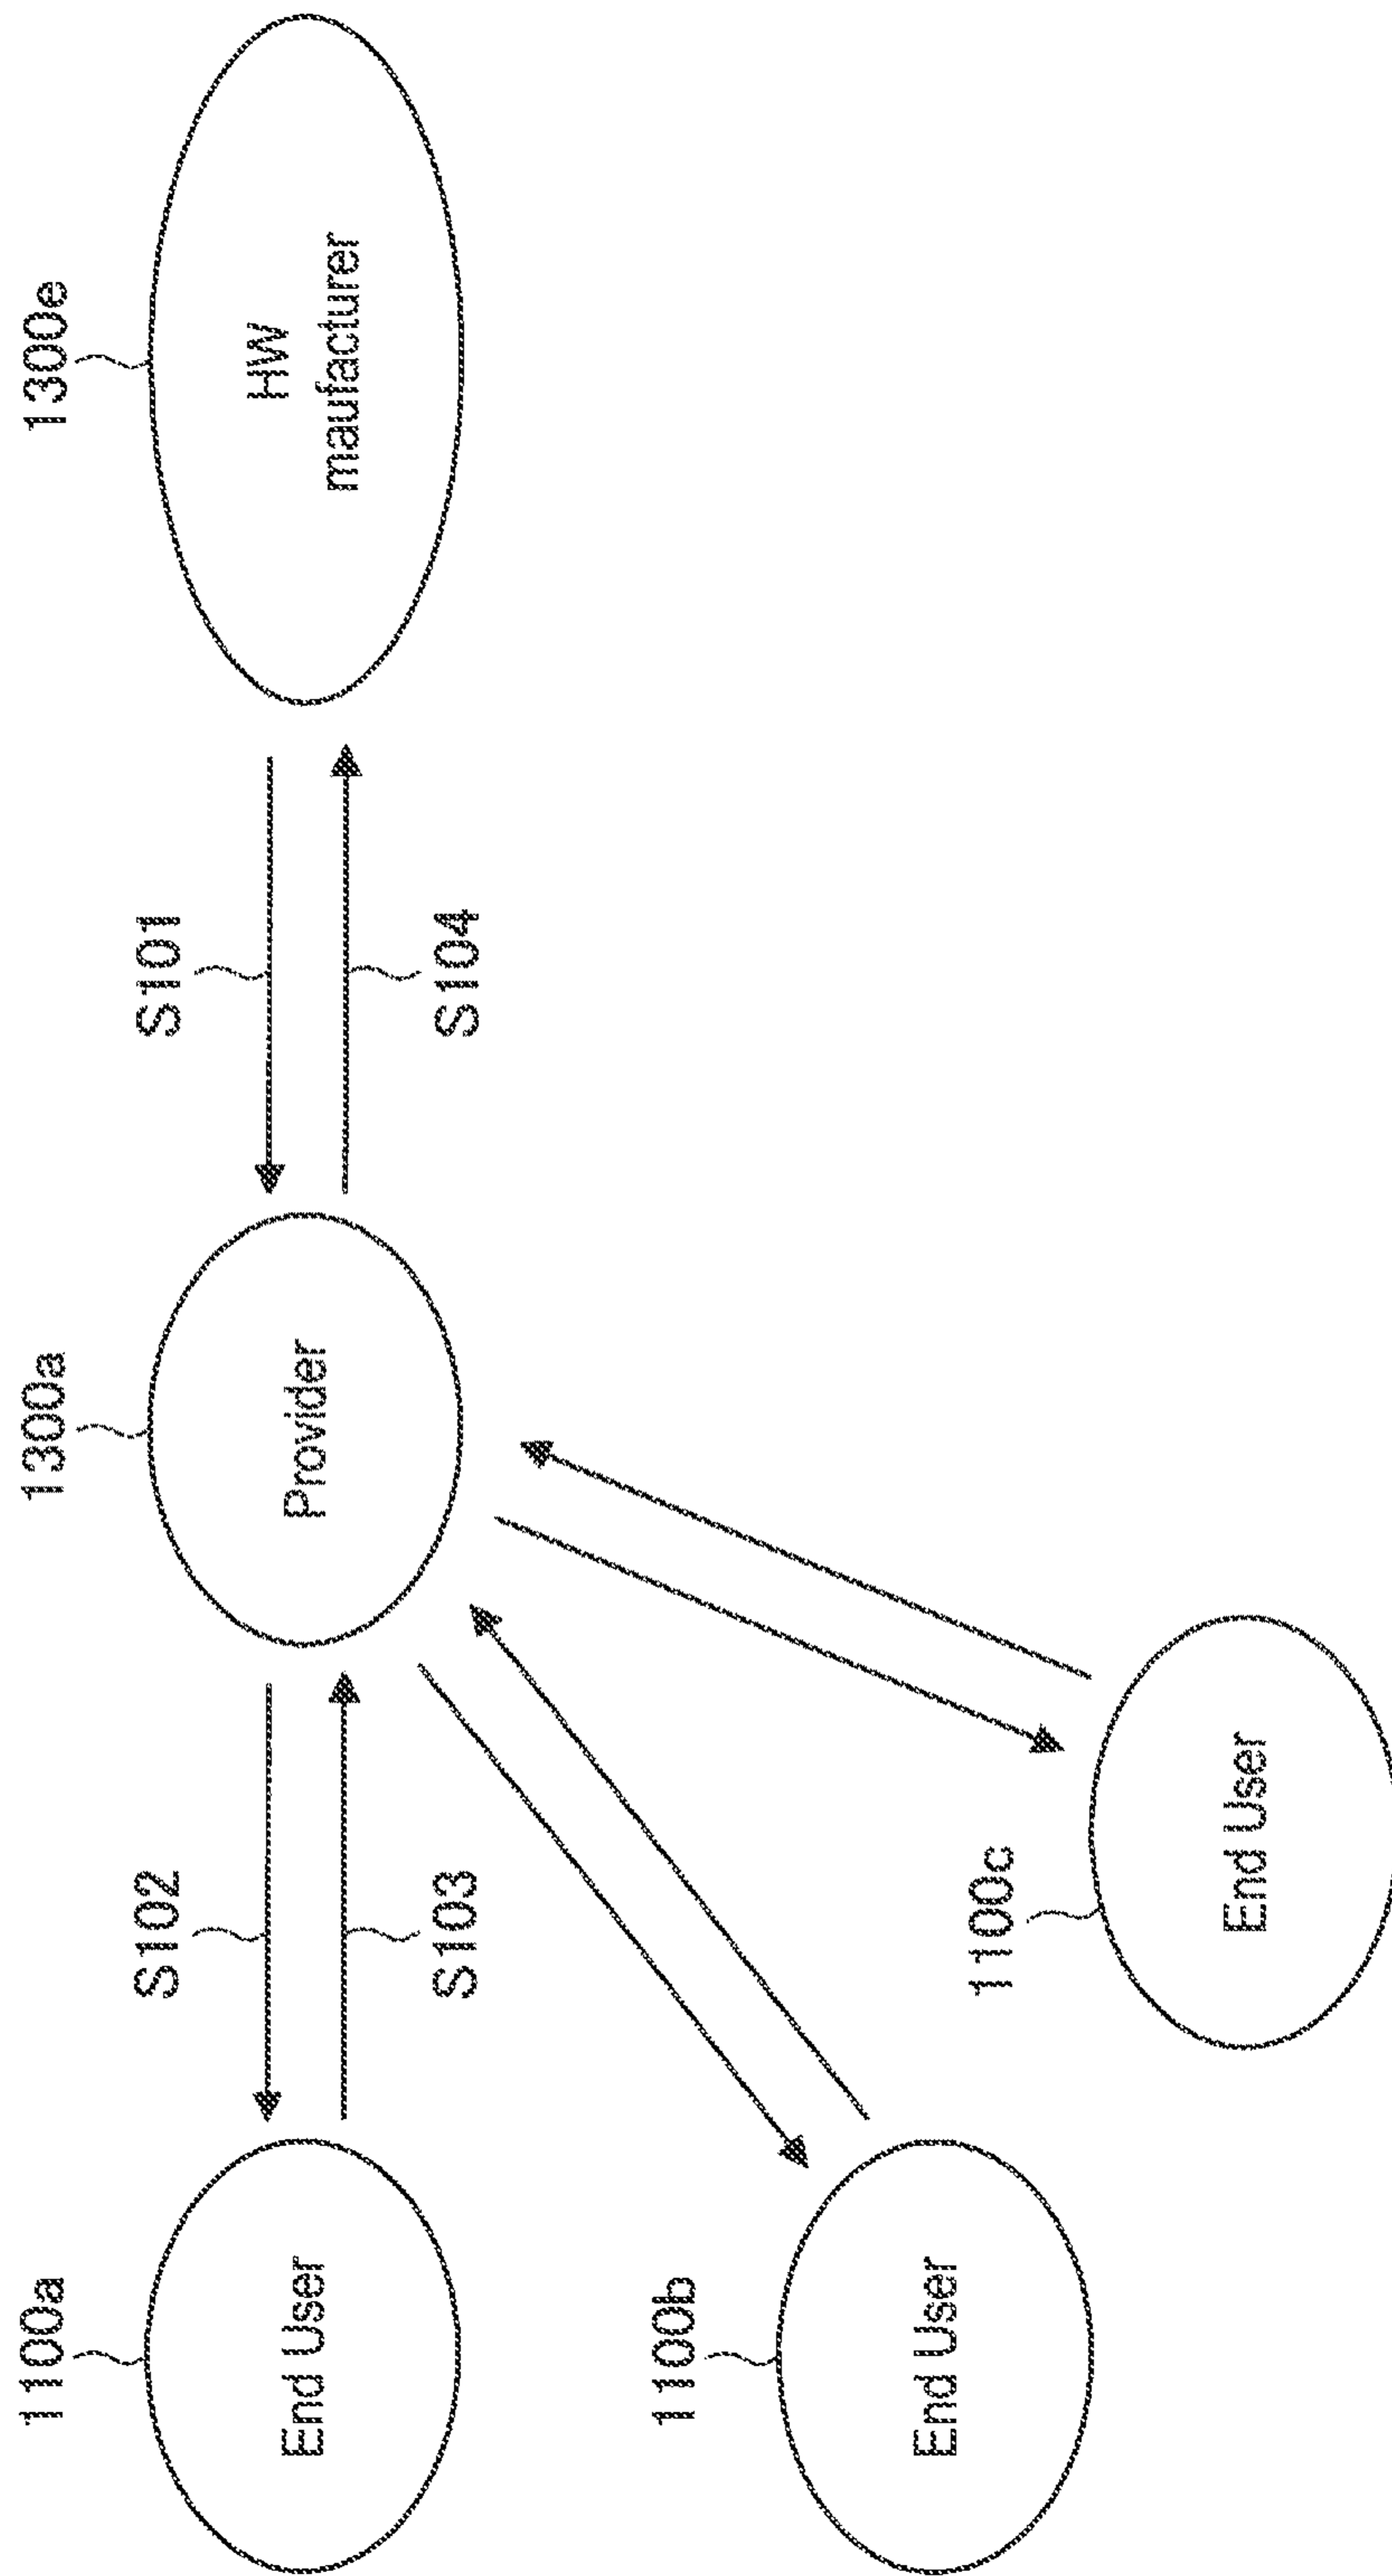 1100a
1300a
1300e
S102
S101
End User
Provider
HW
maufacturer
S103
S104
1100b
End User
1100c
End User